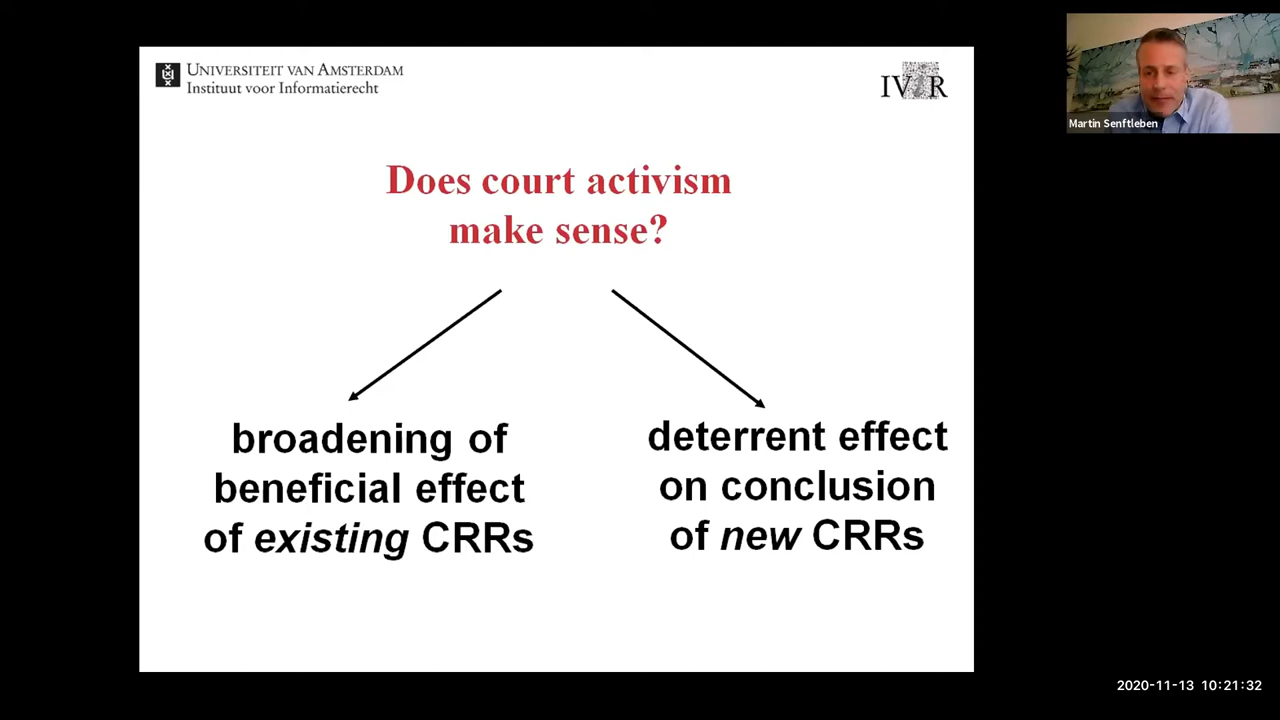 UNIVERSITEIT VAN AMSTERDAM
Instituut voor Informatierecht
IViR
Martin Senftleben
Does court activism
make sense?
broadening of
beneficial effect
of existing CRRs
deterrent effect
on conclusion
of new CRRs
2020-11-13 10:21:32